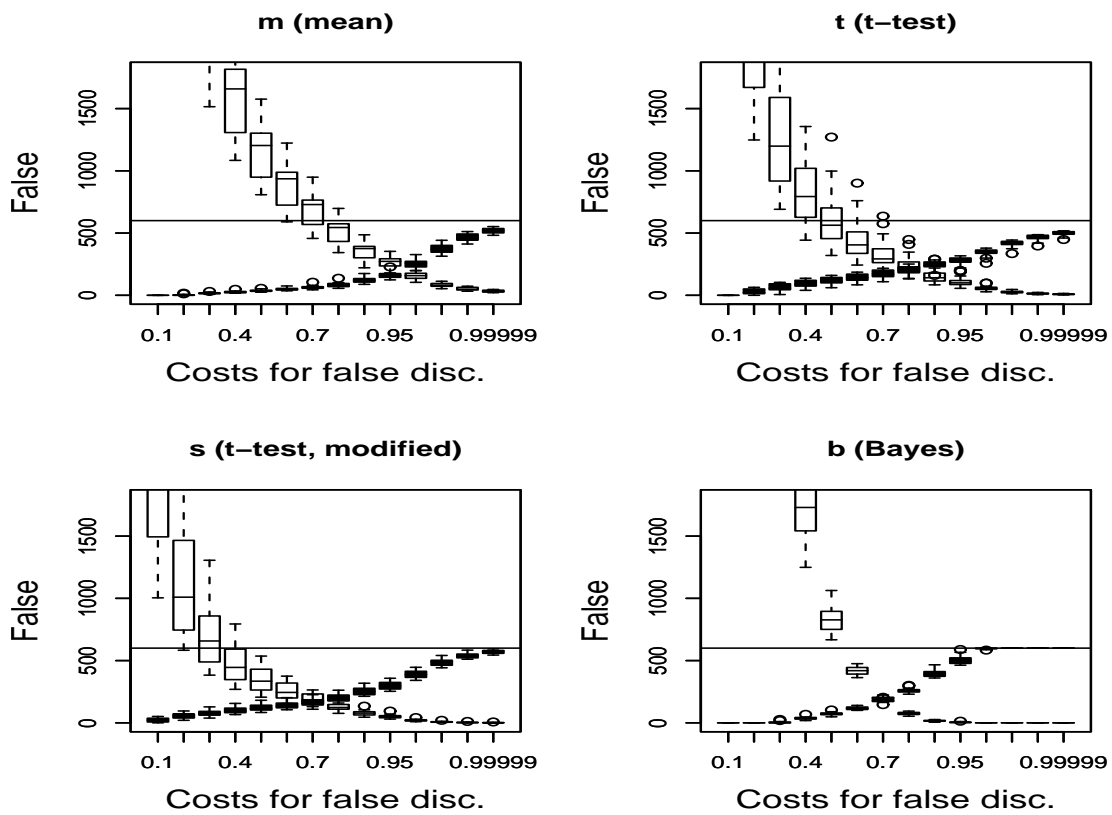 m (mean)
False
0
500
1000
1500
0.1 0.4 0.7 0.95 0.99999
Costs for false disc.
t (t−test)
False
0
500
1000
1500
0.1 0.4 0.7 0.95 0.99999
Costs for false disc.
s (t−test, modified)
False
0
500
1000
1500
0.1 0.4 0.7 0.95 0.99999
Costs for false disc.
b (Bayes)
False
0
500
1000
1500
0.1 0.4 0.7 0.95 0.99999
Costs for false disc.